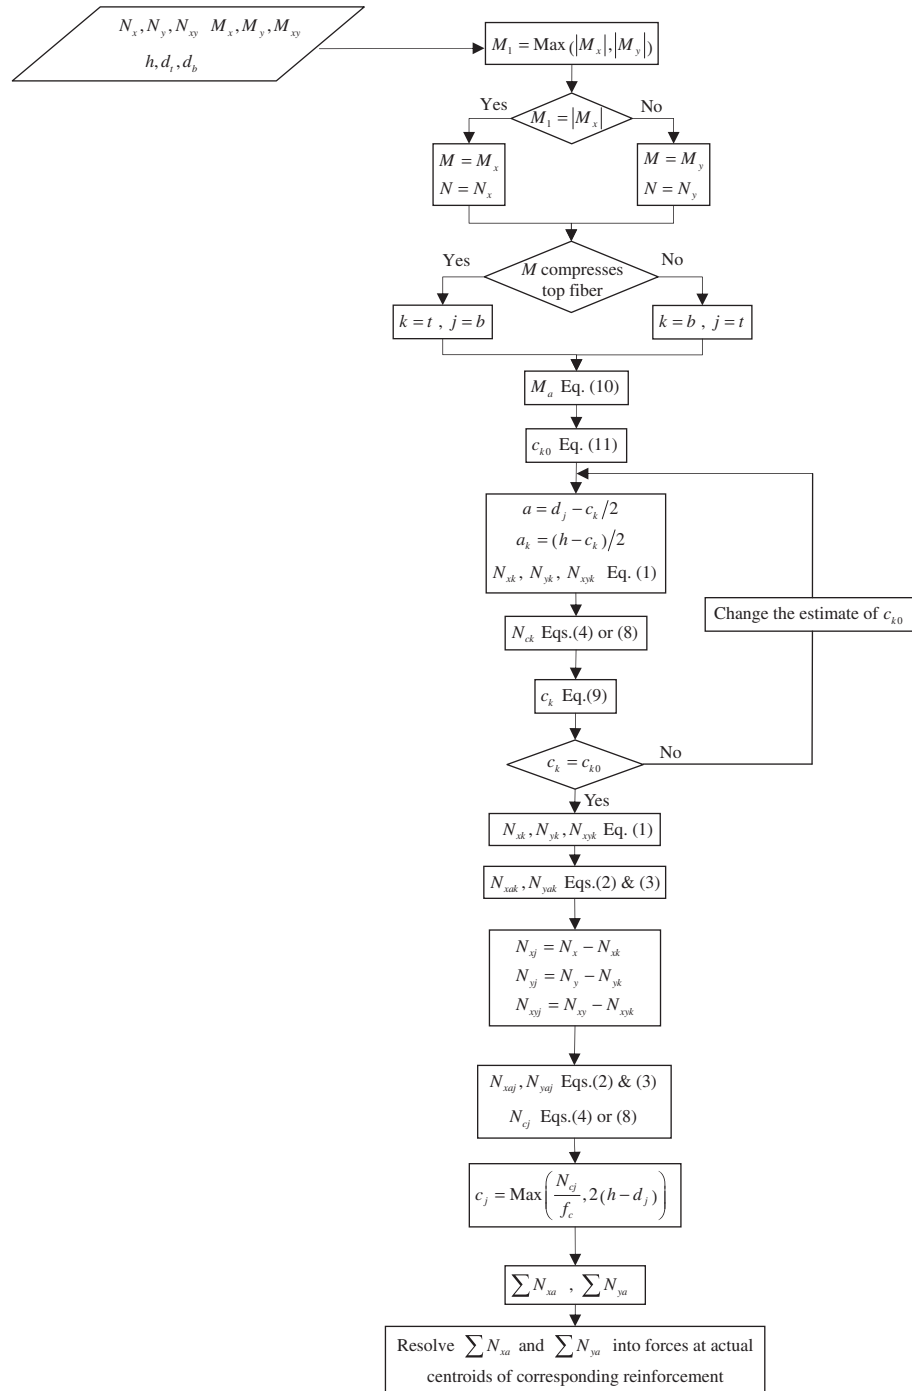 N_x, N_y, N_xy M_x, M_y, M_xy
h, d_t, d_b
M_1 = Max(|M_x|, |M_y|)
Yes
No
M_1 = |M_x|
M = M_x
N = N_x
M = M_y
N = N_y
Yes
No
M compresses
top fiber
k = t , j = b
k = b , j = t
M_a Eq. (10)
c_k0 Eq. (11)
a = d_j − c_k/2
a_k = (h − c_k)/2
N_xk, N_yk, N_xyk Eq. (1)
Change the estimate of c_k0
N_ck Eqs.(4) or (8)
c_k Eq.(9)
c_k = c_k0
No
Yes
N_xk, N_yk, N_xyk Eq. (1)
N_xak, N_yak Eqs.(2) & (3)
N_xj = N_x − N_xk
N_yj = N_y − N_yk
N_xyj = N_xy − N_xyk
N_xaj, N_yaj Eqs.(2) & (3)
N_cj Eqs.(4) or (8)
c_j = Max(N_cj/f_c, 2(h − d_j))
∑N_xa , ∑N_ya
Resolve ∑N_xa and ∑N_ya into forces at actual
centroids of corresponding reinforcement